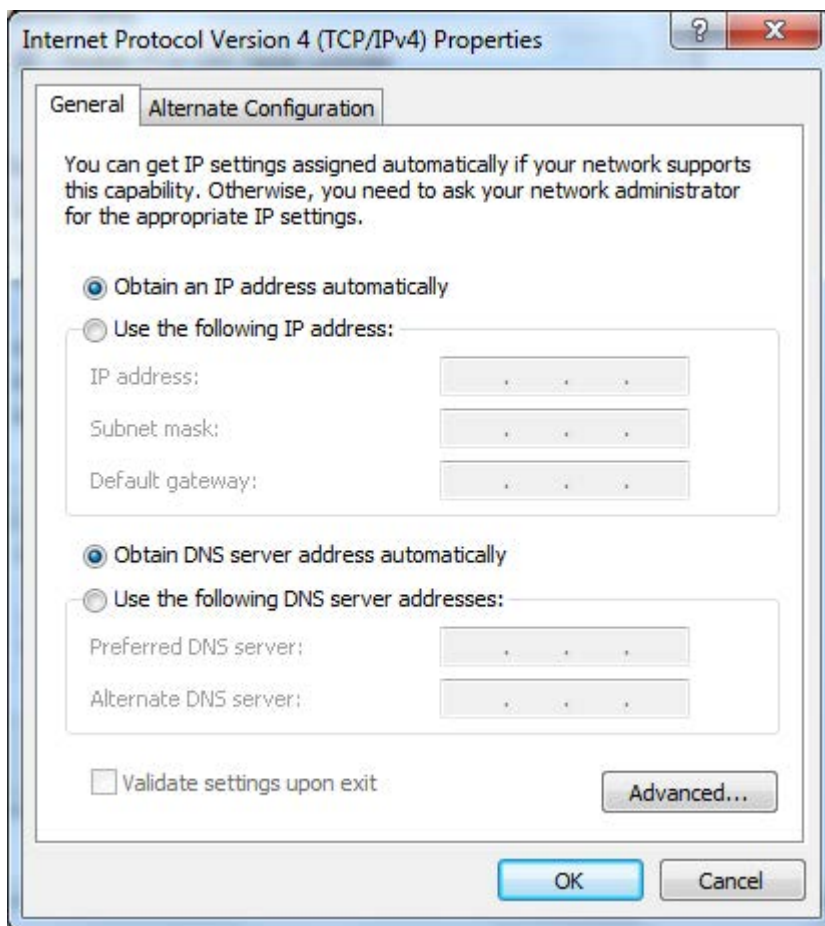 Internet Protocol Version 4 (TCP/IPv4) Properties
General
Alternate Configuration
You can get IP settings assigned automatically if your network supports
this capability. Otherwise, you need to ask your network administrator
for the appropriate IP settings.
Obtain an IP address automatically
Use the following IP address:
IP address:
. . .
Subnet mask:
. . .
Default gateway:
. . .
Obtain DNS server address automatically
Use the following DNS server addresses:
Preferred DNS server:
. . .
Alternate DNS server:
. . .
Validate settings upon exit
Advanced...
OK
Cancel